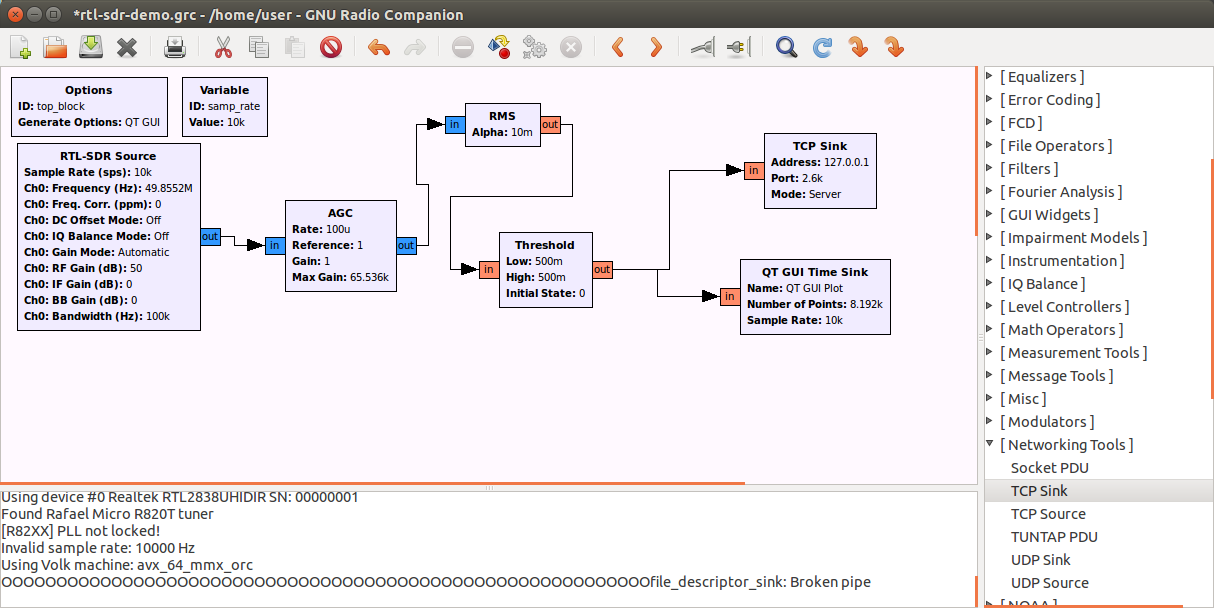 *rtl-sdr-demo.grc - /home/user - GNU Radio Companion
Options
ID: top_block
Generate Options: QT GUI
Variable
ID: samp_rate
Value: 10k
RTL-SDR Source
Sample Rate (sps): 10k
Ch0: Frequency (Hz): 49.8552M
Ch0: Freq. Corr. (ppm): 0
Ch0: DC Offset Mode: Off
Ch0: IQ Balance Mode: Off
Ch0: Gain Mode: Automatic
Ch0: RF Gain (dB): 50
Ch0: IF Gain (dB): 0
Ch0: BB Gain (dB): 0
Ch0: Bandwidth (Hz): 100k
out
in
AGC
Rate: 100u
Reference: 1
Gain: 1
Max Gain: 65.536k
out
in
RMS
Alpha: 10m
out
in
Threshold
Low: 500m
High: 500m
Initial State: 0
out
in
TCP Sink
Address: 127.0.0.1
Port: 2.6k
Mode: Server
in
QT GUI Time Sink
Name: QT GUI Plot
Number of Points: 8.192k
Sample Rate: 10k
[ Equalizers ]
[ Error Coding ]
[ FCD ]
[ File Operators ]
[ Filters ]
[ Fourier Analysis ]
[ GUI Widgets ]
[ Impairment Models ]
[ Instrumentation ]
[ IQ Balance ]
[ Level Controllers ]
[ Math Operators ]
[ Measurement Tools ]
[ Message Tools ]
[ Misc ]
[ Modulators ]
[ Networking Tools ]
Socket PDU
TCP Sink
TCP Source
TUNTAP PDU
UDP Sink
UDP Source
[ NOAA ]
Using device #0 Realtek RTL2838UHIDIR SN: 00000001
Found Rafael Micro R820T tuner
[R82XX] PLL not locked!
Invalid sample rate: 10000 Hz
Using Volk machine: avx_64_mmx_orc
OOOOOOOOOOOOOOOOOOOOOOOOOOOOOOOOOOOOOOOOOOOOOOOOOOOOOOOOOOOfile_descriptor_sink: Broken pipe